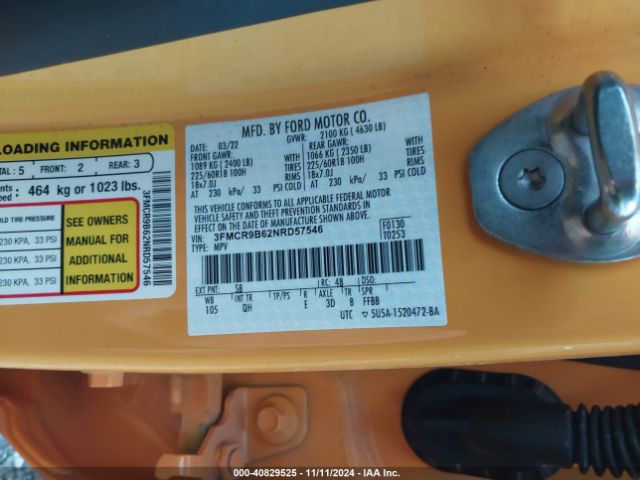 LOADING INFORMATION
TAL: 5 FRONT: 2 REAR: 3
464 kg or 1023 lbs.
3FMCR9B62NRD57546
LD TIRE PRESSURE
230 KPA, 33 PSI
230 KPA, 33 PSI
230 KPA, 33 PSI
SEE OWNERS
MANUAL FOR
ADDITIONAL
INFORMATION
MFD. BY FORD MOTOR CO.
DATE: 03/22 GVWR: 2100 KG ( 4630 LB)
FRONT GAWR: REAR GAWR:
1089 KG ( 2400 LB) 1066 KG ( 2350 LB)
225/60R18 100H TIRES 225/60R18 100H TIRES
18x7.0J RIMS 18x7.0J RIMS
AT 230 kPa/ 33 PSI COLD AT 230 kPa/ 33 PSI COLD
THIS VEHICLE CONFORMS TO ALL APPLICABLE FEDERAL MOTOR
VEHICLE SAFETY AND BUMPER STANDARDS IN
EFFECT ON THE DATE OF MANUFACTURE SHOWN ABOVE.
VIN: 3FMCR9B62NRD57546 F0130
TYPE: MPV T0253
EXT PNT: SB RC: 48 DSO:
WB INT TR TP/PS R AXLE TR SPR
105 QH E 3D 8 FFBB
UTC ▽ 5U5A-1520472-BA
000-40829525 - 11/11/2024 - IAA Inc.